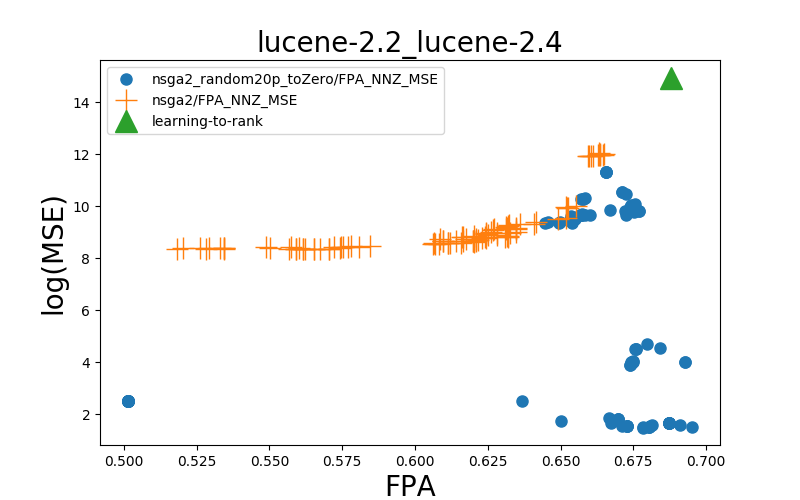 lucene-2.2_lucene-2.4
nsga2_random20p_toZero/FPA_NNZ_MSE
nsga2/FPA_NNZ_MSE
learning-to-rank
log(MSE)
14
12
10
8
6
4
2
0.500 0.525 0.550 0.575 0.600 0.625 0.650 0.675 0.700
FPA